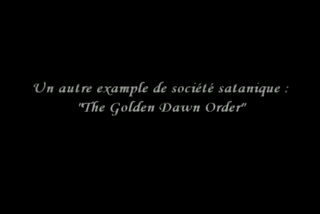 Un autre example de société satanique :
"The Golden Dawn Order"